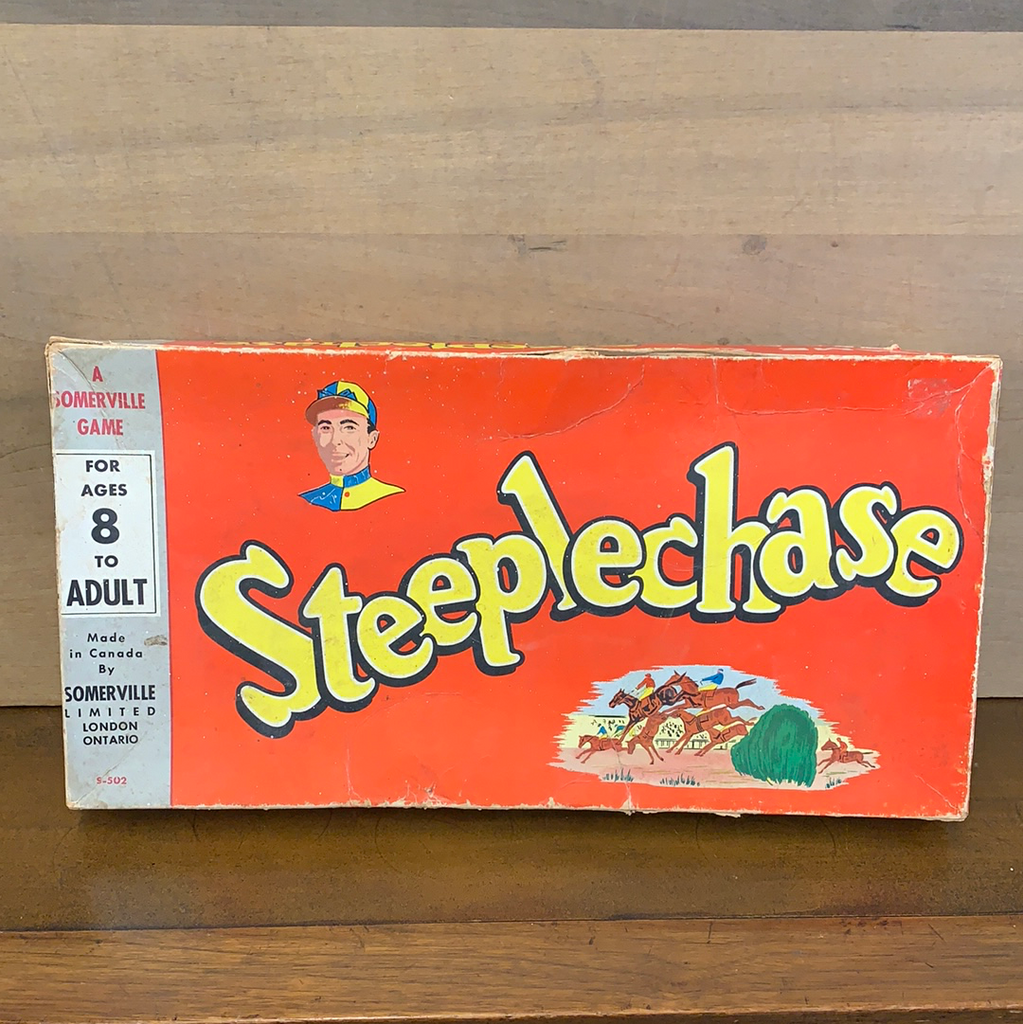 A
SOMERVILLE
GAME
FOR
AGES
8
TO
ADULT
Made
in Canada
By
SOMERVILLE
LIMITED
LONDON
ONTARIO
S-502
Steeplechase